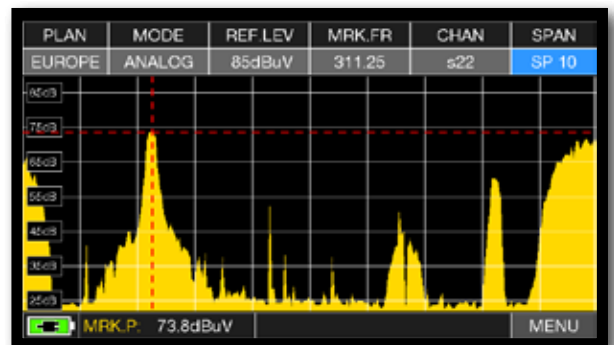 PLAN MODE REF.LEV MRK.FR CHAN SPAN
EUROPE ANALOG 85dBuV 311.25 s22 SP 10
85dB
75dB
65dB
55dB
45dB
35dB
25dB
MRK.P: 73.8dBuV MENU